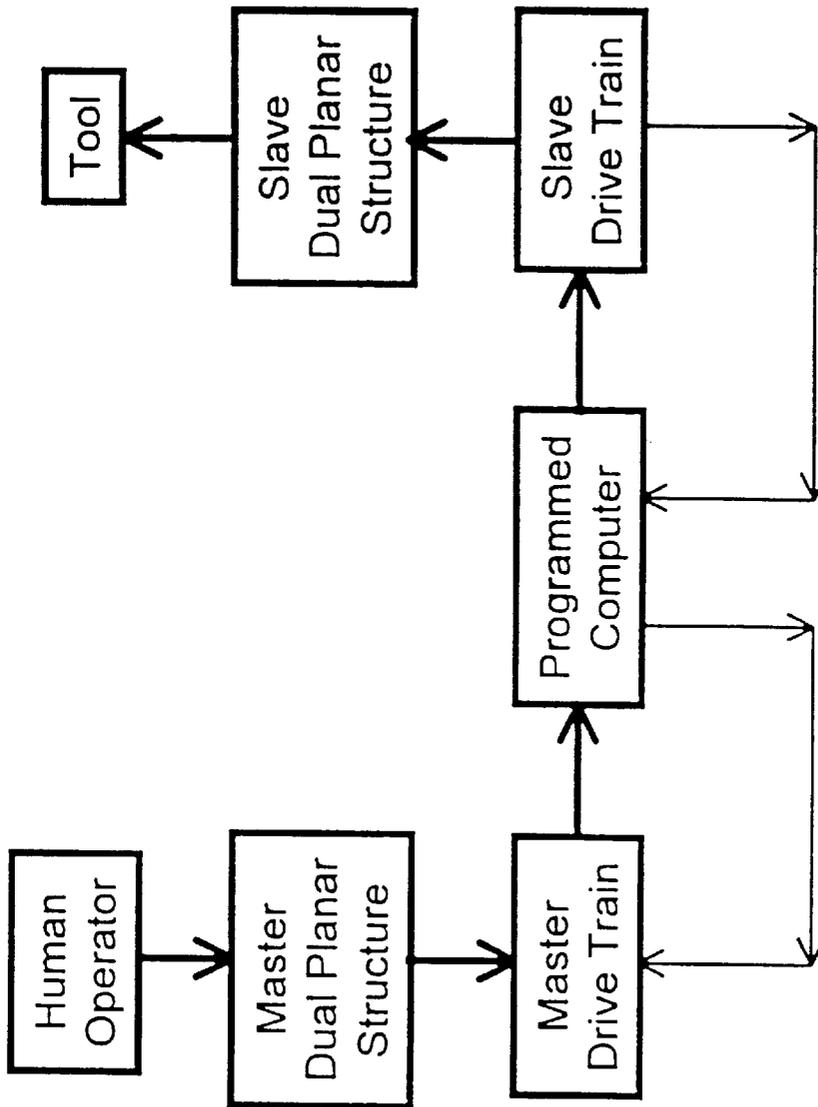 Human
Operator
Master
Dual Planar
Structure
Master
Drive Train
Programmed
Computer
Slave
Drive Train
Slave
Dual Planar
Structure
Tool